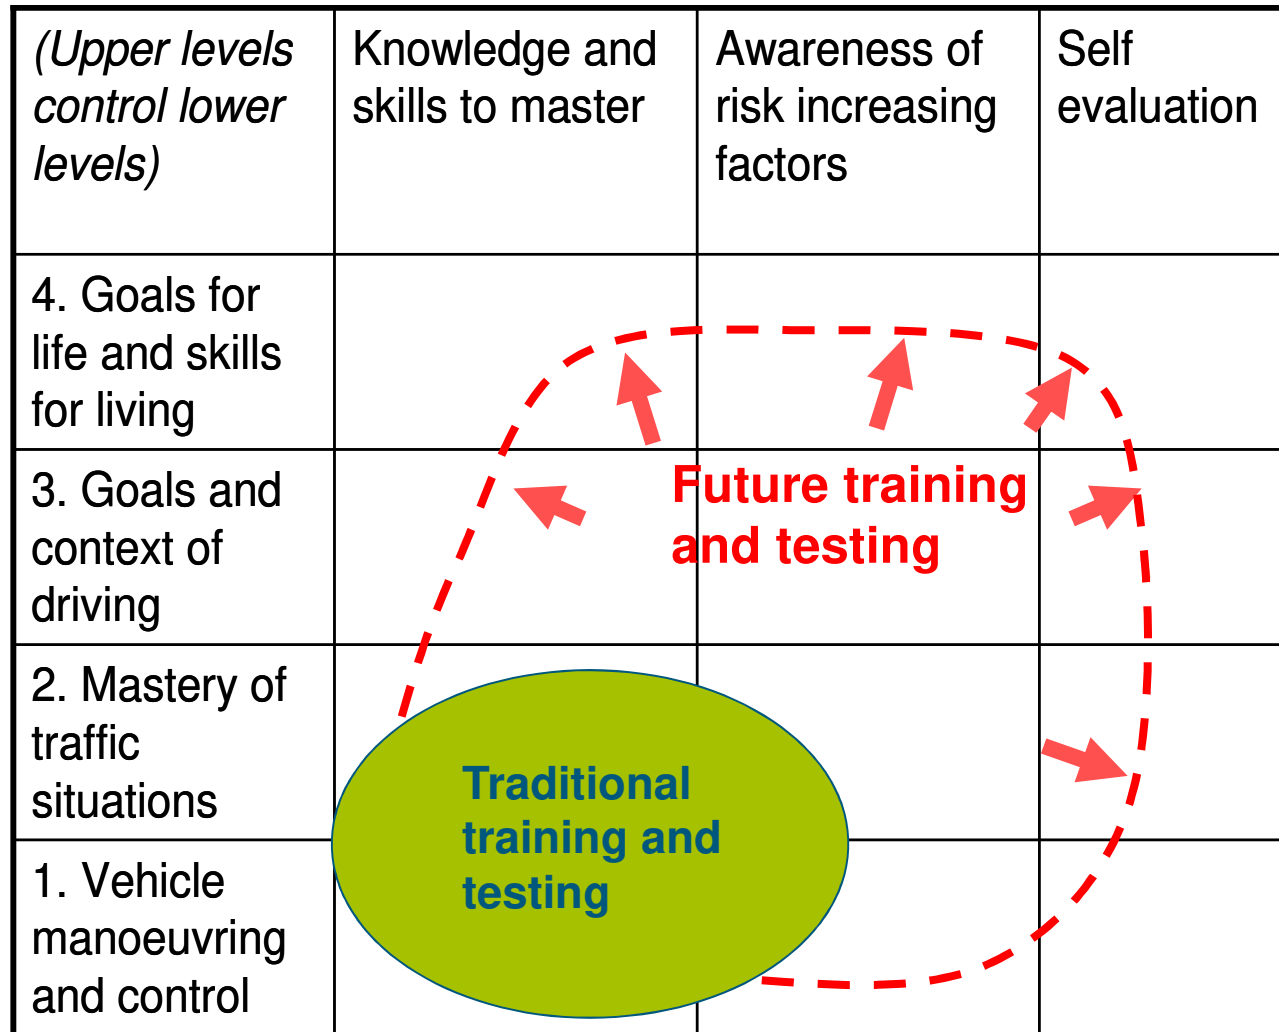 (Upper levels
control lower
levels)
Knowledge and
skills to master
Awareness of
risk increasing
factors
Self
evaluation
4. Goals for
life and skills
for living
3. Goals and
context of
driving
Future training
and testing
2. Mastery of
traffic
situations
Traditional
training and
testing
1. Vehicle
manoeuvring
and control